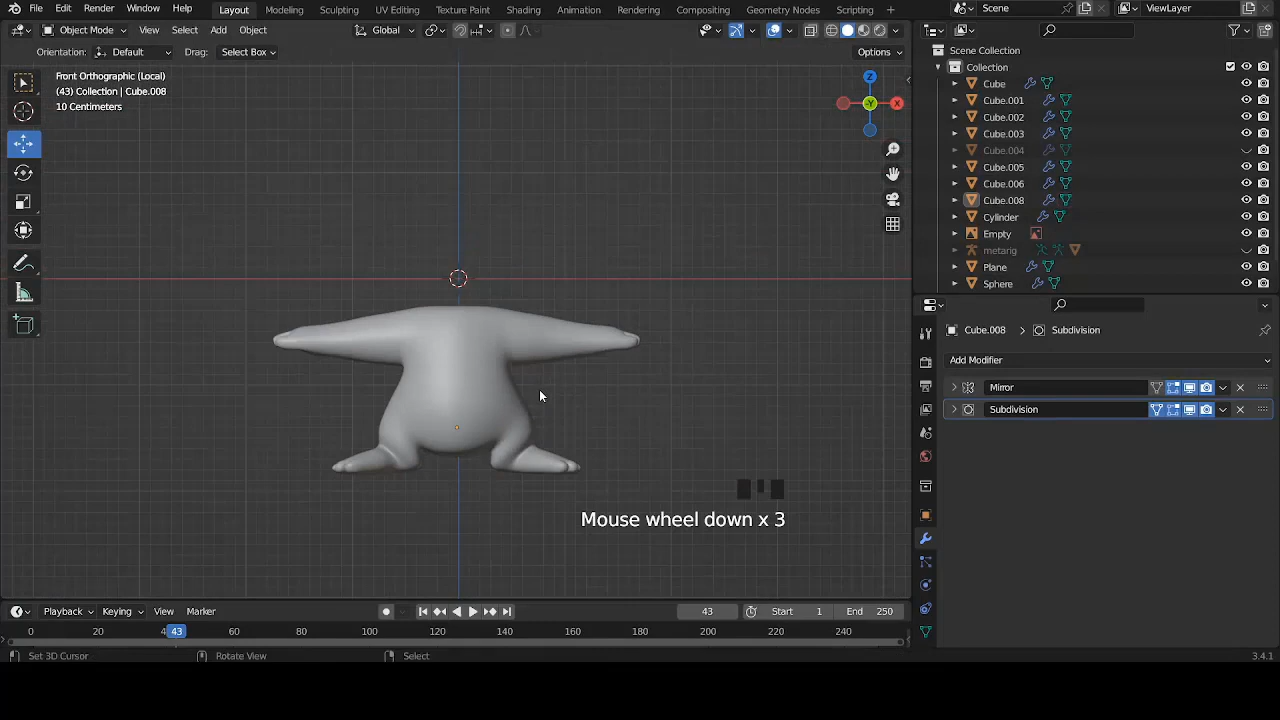 File Edit Render Window Help Layout Modeling Sculpting UV Editing Texture Paint Shading Animation Rendering Compositing Geometry Nodes Scripting + Scene ViewLayer
Object Mode View Select Add Object Global
Orientation: Default Drag: Select Box Options
Front Orthographic (Local)
(43) Collection | Cube.008
10 Centimeters
Z
Y
X
Mouse wheel down x 3
Scene Collection
Collection
Cube
Cube.001
Cube.002
Cube.003
Cube.004
Cube.005
Cube.006
Cube.008
Cylinder
Empty
metarig
Plane
Sphere
Cube.008 Subdivision
Add Modifier
Mirror
Subdivision
Playback Keying View Marker 43 Start 1 End 250
0 20 4 43 60 80 100 120 140 160 180 200 220 240
Set 3D Cursor Rotate View Select 3.4.1